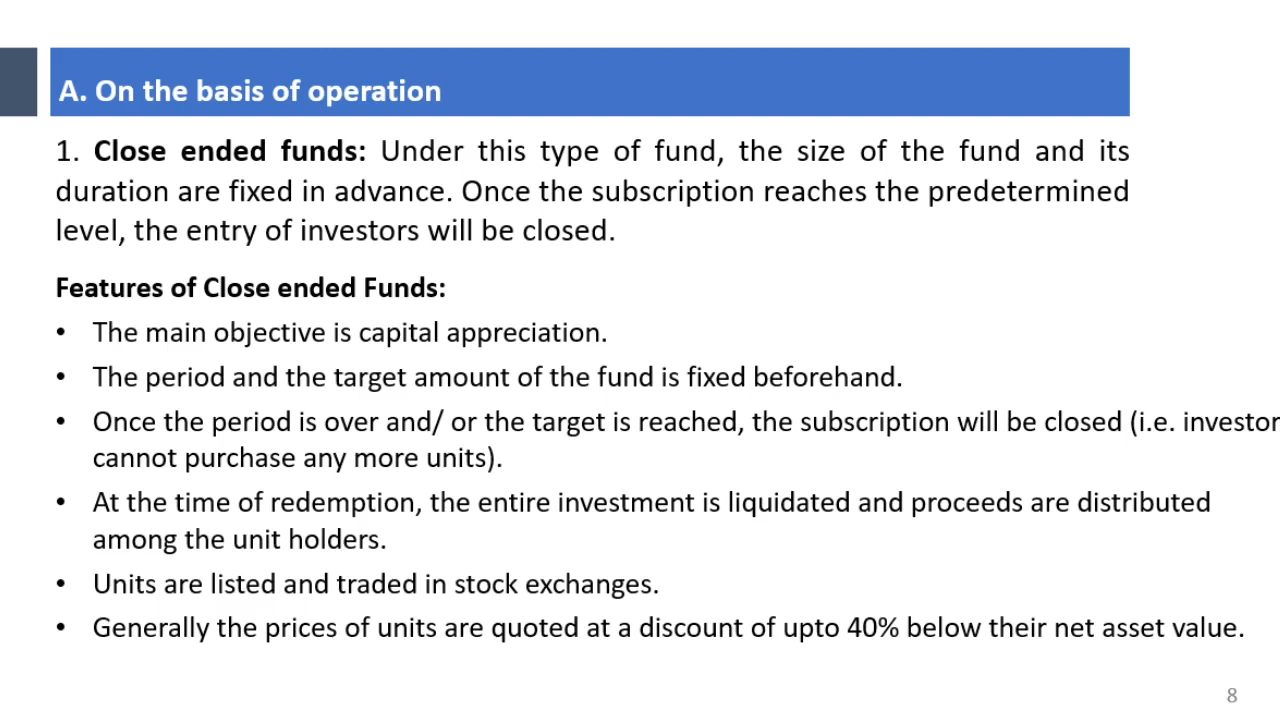 A. On the basis of operation
1. Close ended funds: Under this type of fund, the size of the fund and its
duration are fixed in advance. Once the subscription reaches the predetermined
level, the entry of investors will be closed.
Features of Close ended Funds:
• The main objective is capital appreciation.
• The period and the target amount of the fund is fixed beforehand.
• Once the period is over and/ or the target is reached, the subscription will be closed (i.e. investor
cannot purchase any more units).
• At the time of redemption, the entire investment is liquidated and proceeds are distributed
among the unit holders.
• Units are listed and traded in stock exchanges.
• Generally the prices of units are quoted at a discount of upto 40% below their net asset value.
8